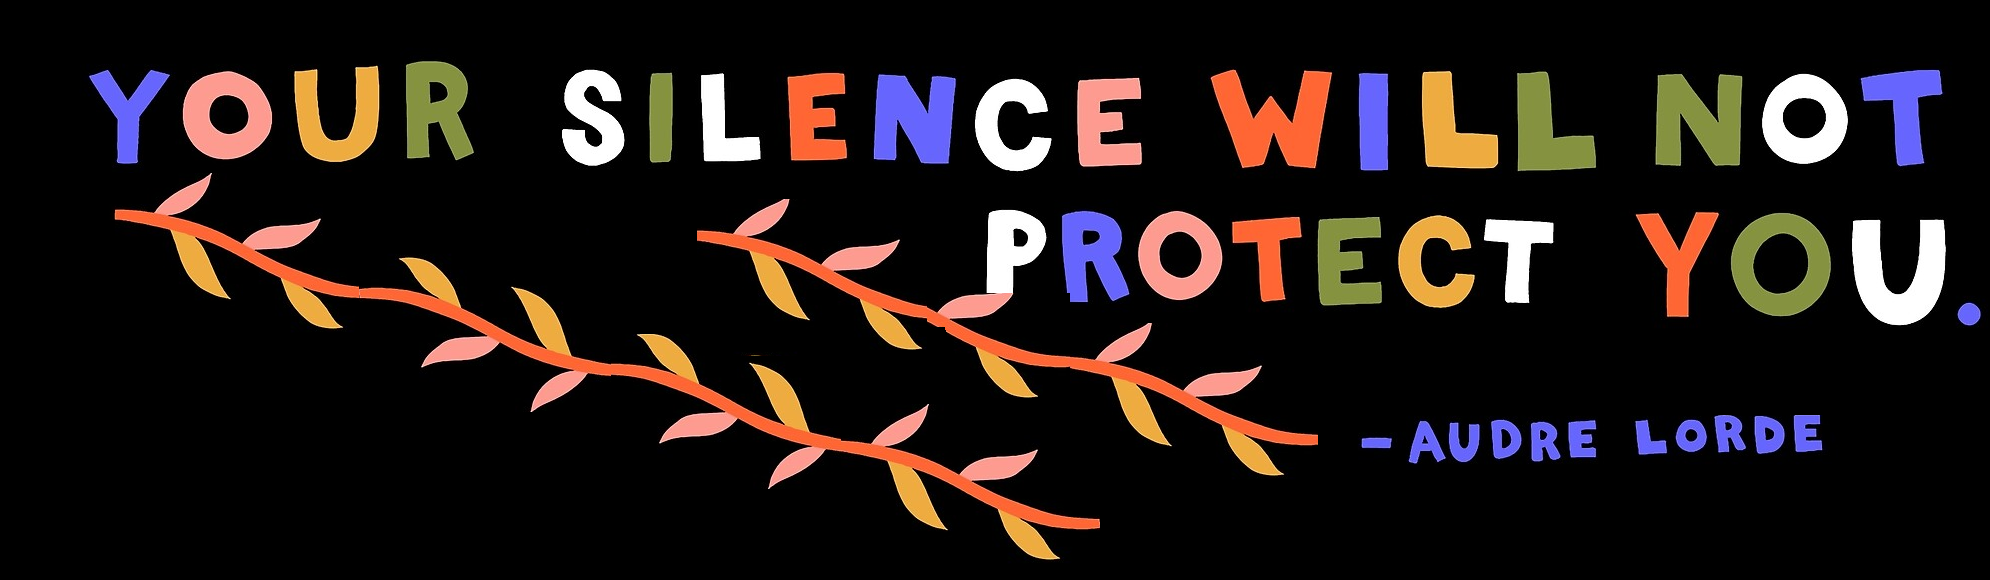 YOUR SILENCE WILL NOT
PROTECT YOU.
-AUDRE LORDE